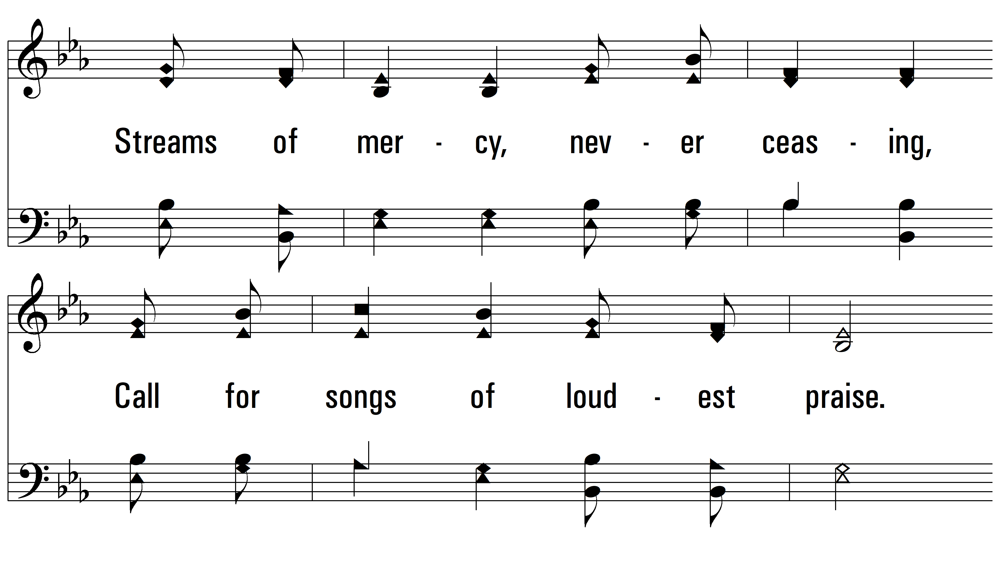 Streams of mer - cy, nev - er ceas - ing,
Call for songs of loud - est praise.